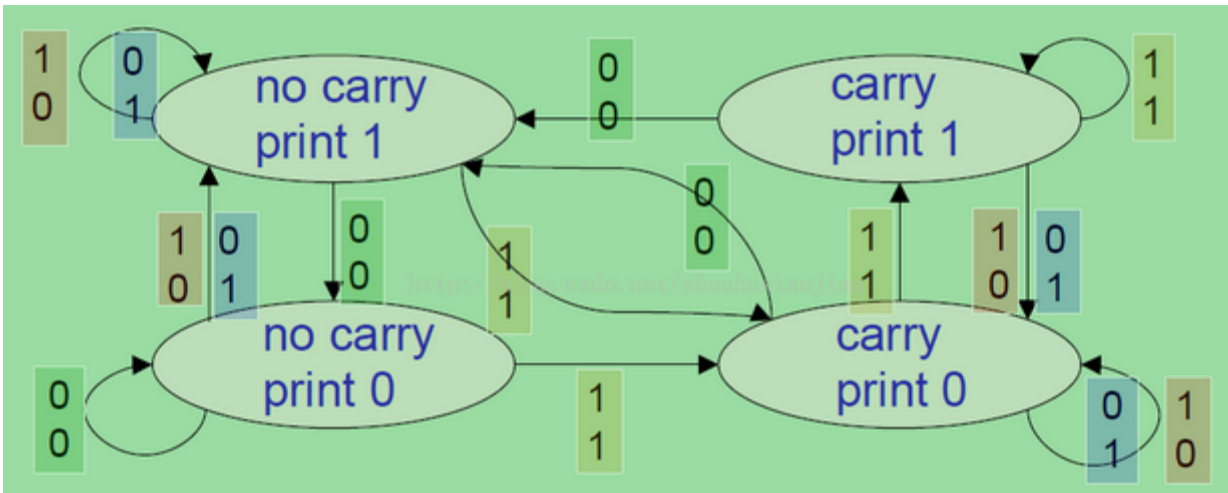 1 0 0 1
0 1 0 1
no carry
print 1
carry
print 1
1 0 0 0 1 1 0
0 1 0 0 1 0 1
1
1
no carry
print 0
carry
print 0
0 1 0 1
0 1 1 0